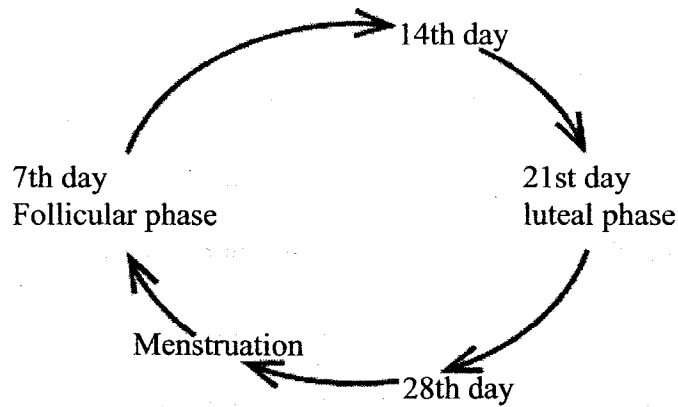 14th day
7th day
Follicular phase
21st day
luteal phase
Menstruation
28th day